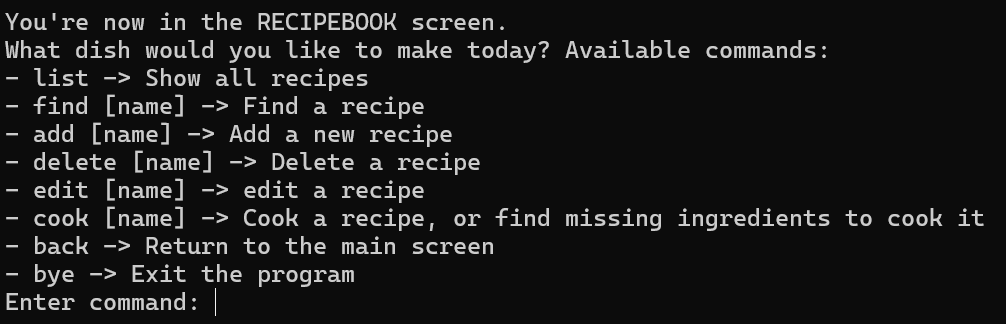 You're now in the RECIPEBOOK screen.
What dish would you like to make today? Available commands:
- list -> Show all recipes
- find [name] -> Find a recipe
- add [name] -> Add a new recipe
- delete [name] -> Delete a recipe
- edit [name] -> edit a recipe
- cook [name] -> Cook a recipe, or find missing ingredients to cook it
- back -> Return to the main screen
- bye -> Exit the program
Enter command: